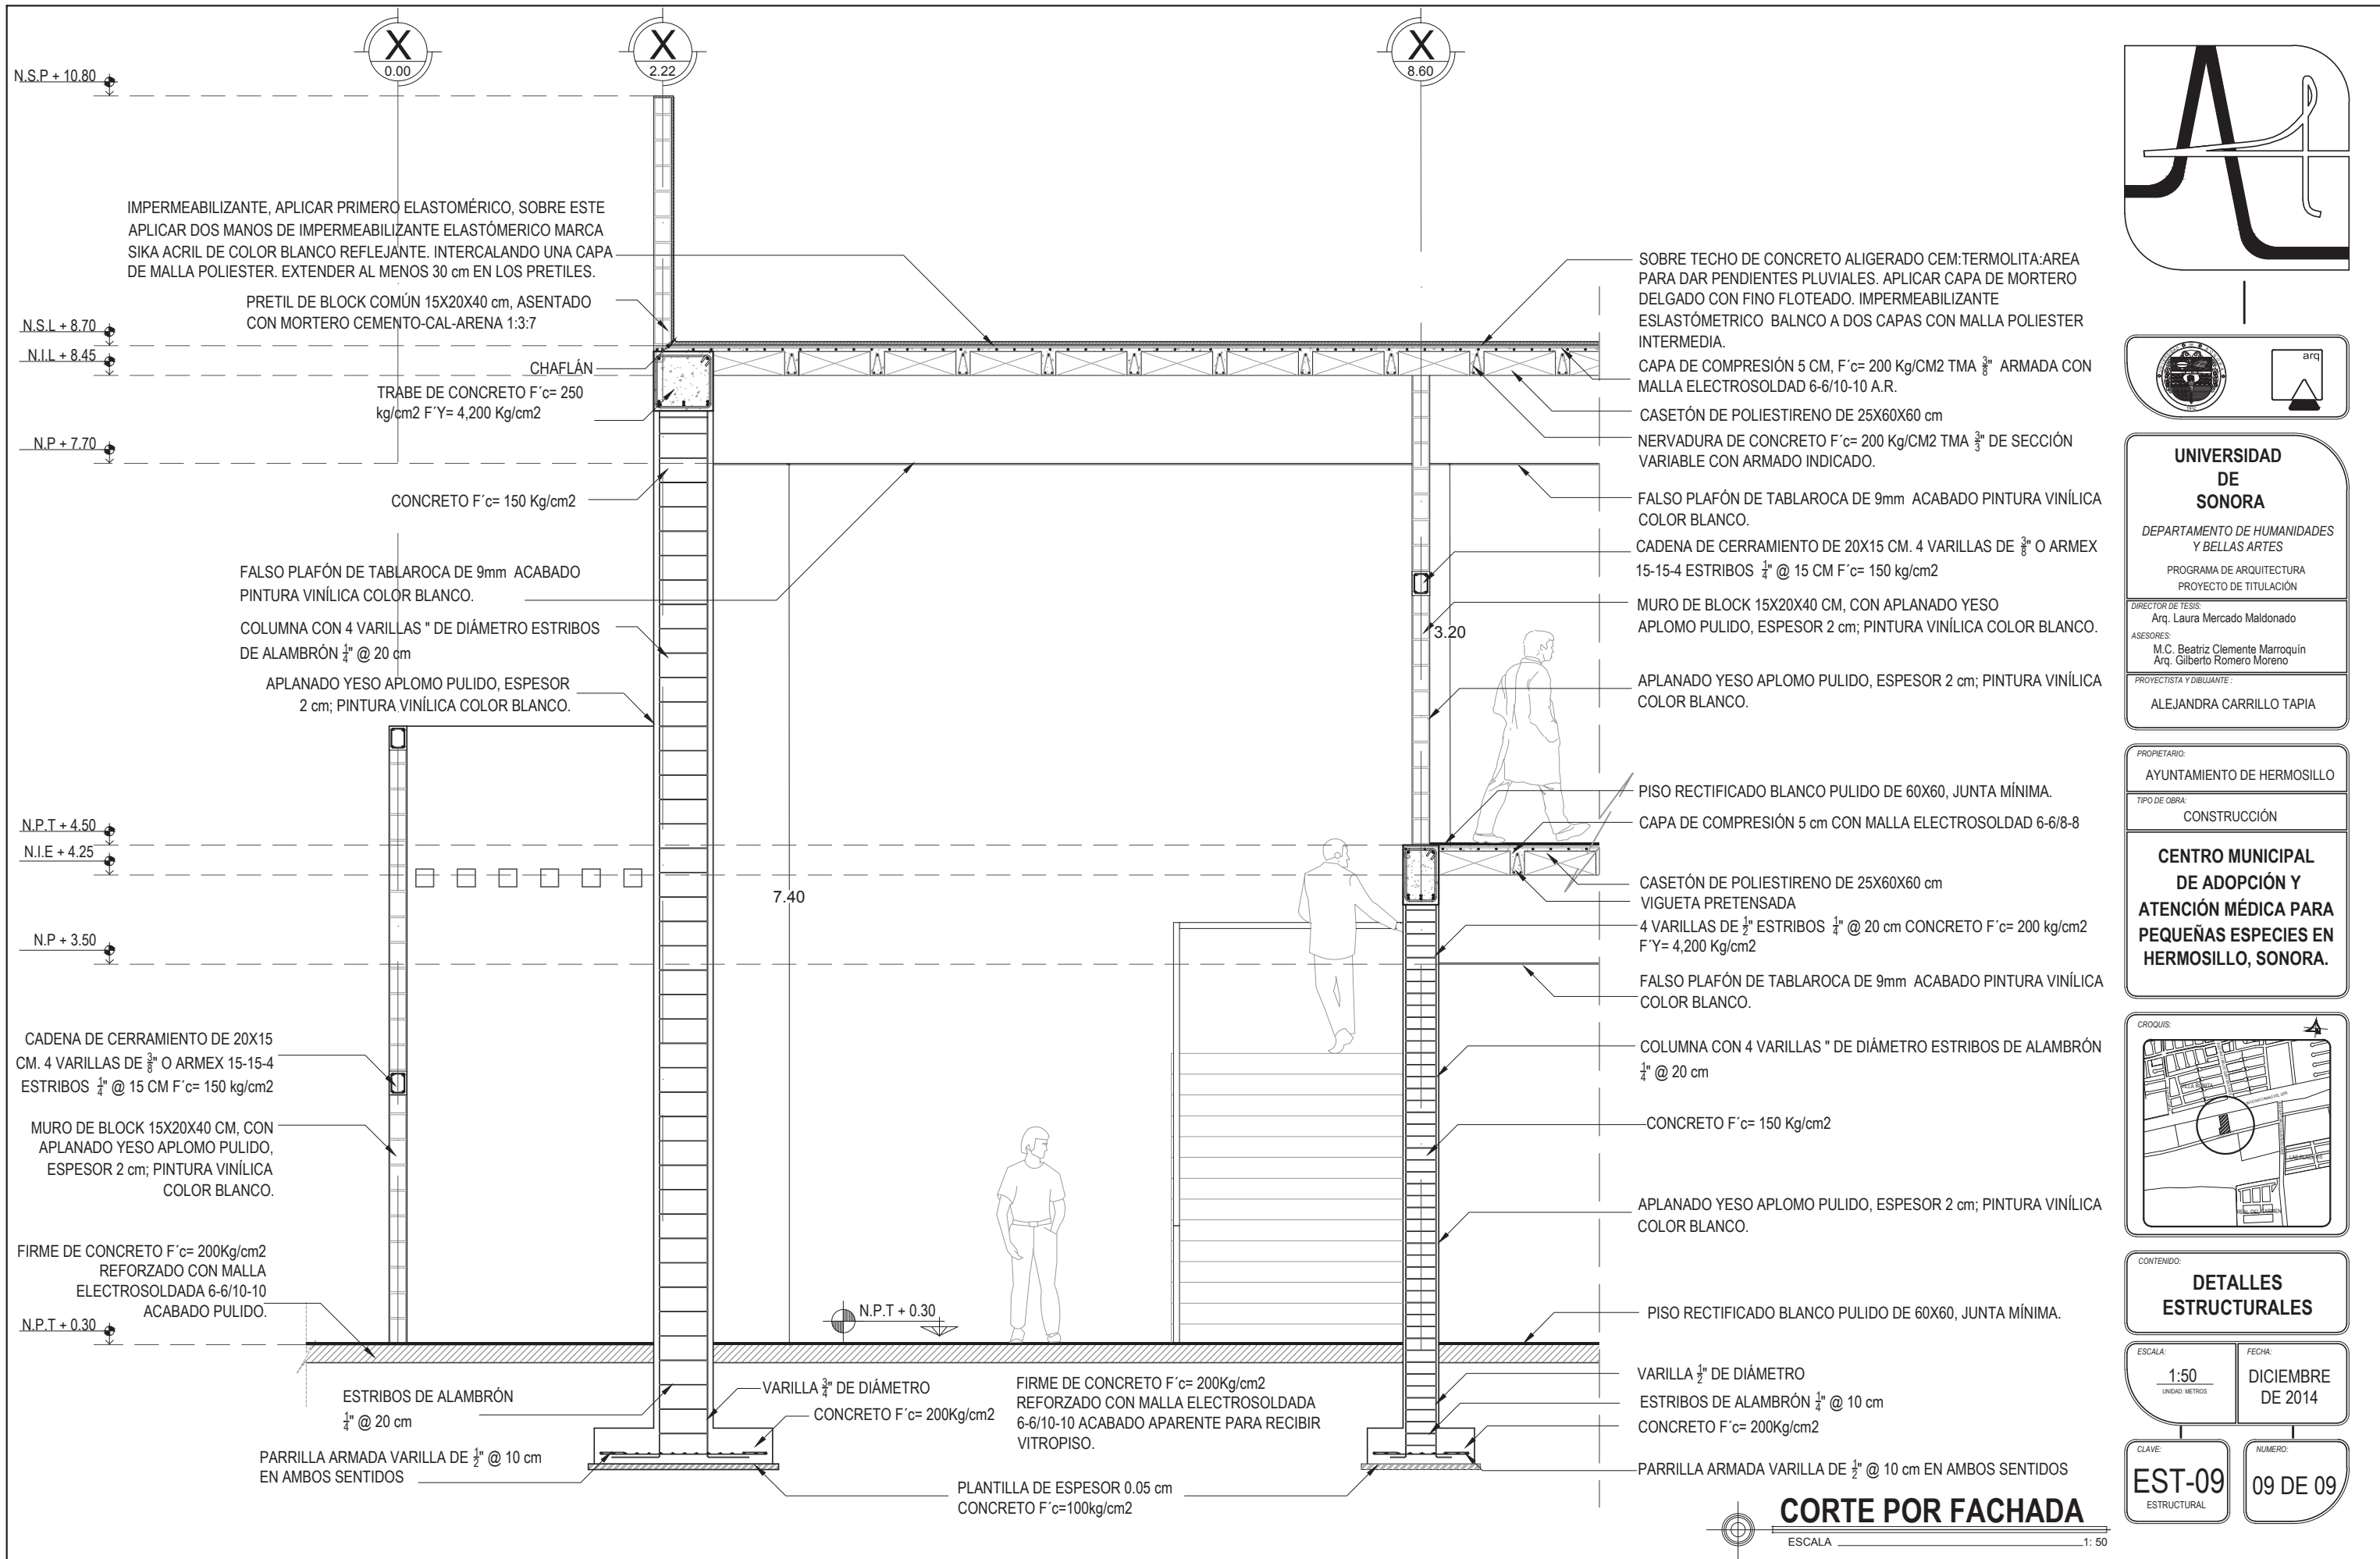 X
0.00
X
2.22
X
8.60
N.S.P + 10.80
N.S.L + 8.70
N.I.L + 8.45
N.P + 7.70
N.P.T + 4.50
N.I.E + 4.25
N.P + 3.50
N.P.T + 0.30
IMPERMEABILIZANTE, APLICAR PRIMERO ELASTOMÉRICO, SOBRE ESTE
APLICAR DOS MANOS DE IMPERMEABILIZANTE ELASTÓMERICO MARCA
SIKA ACRIL DE COLOR BLANCO REFLEJANTE. INTERCALANDO UNA CAPA
DE MALLA POLIESTER. EXTENDER AL MENOS 30 cm EN LOS PRETILES.
PRETIL DE BLOCK COMÚN 15X20X40 cm, ASENTADO
CON MORTERO CEMENTO-CAL-ARENA 1:3:7
CHAFLÁN
TRABE DE CONCRETO F´c= 250
kg/cm2 F´Y= 4,200 Kg/cm2
CONCRETO F´c= 150 Kg/cm2
FALSO PLAFÓN DE TABLAROCA DE 9mm ACABADO
PINTURA VINÍLICA COLOR BLANCO.
COLUMNA CON 4 VARILLAS " DE DIÁMETRO ESTRIBOS
DE ALAMBRÓN 1/4" @ 20 cm
APLANADO YESO APLOMO PULIDO, ESPESOR
2 cm; PINTURA VINÍLICA COLOR BLANCO.
CADENA DE CERRAMIENTO DE 20X15
CM. 4 VARILLAS DE 3/8" O ARMEX 15-15-4
ESTRIBOS 1/4" @ 15 CM F´c= 150 kg/cm2
MURO DE BLOCK 15X20X40 CM, CON
APLANADO YESO APLOMO PULIDO,
ESPESOR 2 cm; PINTURA VINÍLICA
COLOR BLANCO.
FIRME DE CONCRETO F´c= 200Kg/cm2
REFORZADO CON MALLA
ELECTROSOLDADA 6-6/10-10
ACABADO PULIDO.
7.40
3.20
N.P.T + 0.30
ESTRIBOS DE ALAMBRÓN
1/4" @ 20 cm
PARRILLA ARMADA VARILLA DE 1/2" @ 10 cm
EN AMBOS SENTIDOS
VARILLA 3/4" DE DIÁMETRO
CONCRETO F´c= 200Kg/cm2
FIRME DE CONCRETO F´c= 200Kg/cm2
REFORZADO CON MALLA ELECTROSOLDADA
6-6/10-10 ACABADO APARENTE PARA RECIBIR
VITROPISO.
PLANTILLA DE ESPESOR 0.05 cm
CONCRETO F´c=100kg/cm2
SOBRE TECHO DE CONCRETO ALIGERADO CEM:TERMOLITA:AREA
PARA DAR PENDIENTES PLUVIALES. APLICAR CAPA DE MORTERO
DELGADO CON FINO FLOTEADO. IMPERMEABILIZANTE
ESLASTÓMETRICO BALNCO A DOS CAPAS CON MALLA POLIESTER
INTERMEDIA.
CAPA DE COMPRESIÓN 5 CM, F´c= 200 Kg/CM2 TMA 3/8" ARMADA CON
MALLA ELECTROSOLDAD 6-6/10-10 A.R.
CASETÓN DE POLIESTIRENO DE 25X60X60 cm
NERVADURA DE CONCRETO F´c= 200 Kg/CM2 TMA 3/3" DE SECCIÓN
VARIABLE CON ARMADO INDICADO.
FALSO PLAFÓN DE TABLAROCA DE 9mm ACABADO PINTURA VINÍLICA
COLOR BLANCO.
CADENA DE CERRAMIENTO DE 20X15 CM. 4 VARILLAS DE 3/8" O ARMEX
15-15-4 ESTRIBOS 1/4" @ 15 CM F´c= 150 kg/cm2
MURO DE BLOCK 15X20X40 CM, CON APLANADO YESO
APLOMO PULIDO, ESPESOR 2 cm; PINTURA VINÍLICA COLOR BLANCO.
APLANADO YESO APLOMO PULIDO, ESPESOR 2 cm; PINTURA VINÍLICA
COLOR BLANCO.
PISO RECTIFICADO BLANCO PULIDO DE 60X60, JUNTA MÍNIMA.
CAPA DE COMPRESIÓN 5 cm CON MALLA ELECTROSOLDAD 6-6/8-8
CASETÓN DE POLIESTIRENO DE 25X60X60 cm
VIGUETA PRETENSADA
4 VARILLAS DE 1/2" ESTRIBOS 1/4" @ 20 cm CONCRETO F´c= 200 kg/cm2
F´Y= 4,200 Kg/cm2
FALSO PLAFÓN DE TABLAROCA DE 9mm ACABADO PINTURA VINÍLICA
COLOR BLANCO.
COLUMNA CON 4 VARILLAS " DE DIÁMETRO ESTRIBOS DE ALAMBRÓN
1/4" @ 20 cm
CONCRETO F´c= 150 Kg/cm2
APLANADO YESO APLOMO PULIDO, ESPESOR 2 cm; PINTURA VINÍLICA
COLOR BLANCO.
PISO RECTIFICADO BLANCO PULIDO DE 60X60, JUNTA MÍNIMA.
VARILLA 1/2" DE DIÁMETRO
ESTRIBOS DE ALAMBRÓN 1/4" @ 10 cm
CONCRETO F´c= 200Kg/cm2
PARRILLA ARMADA VARILLA DE 1/2" @ 10 cm EN AMBOS SENTIDOS
CORTE POR FACHADA
ESCALA 1: 50
arq
UNIVERSIDAD
DE
SONORA
DEPARTAMENTO DE HUMANIDADES
Y BELLAS ARTES
PROGRAMA DE ARQUITECTURA
PROYECTO DE TITULACIÓN
DIRECTOR DE TESIS:
Arq. Laura Mercado Maldonado
ASESORES:
M.C. Beatriz Clemente Marroquín
Arq. Gilberto Romero Moreno
PROYECTISTA Y DIBUJANTE :
ALEJANDRA CARRILLO TAPIA
PROPIETARIO:
AYUNTAMIENTO DE HERMOSILLO
TIPO DE OBRA:
CONSTRUCCIÓN
CENTRO MUNICIPAL
DE ADOPCIÓN Y
ATENCIÓN MÉDICA PARA
PEQUEÑAS ESPECIES EN
HERMOSILLO, SONORA.
CROQUIS:
VILLA BONITA
REAL DEL CARMEN
CONTENIDO:
DETALLES
ESTRUCTURALES
ESCALA:
1:50
UNIDAD: METROS
FECHA:
DICIEMBRE
DE 2014
CLAVE:
EST-09
ESTRUCTURAL
NUMERO:
09 DE 09